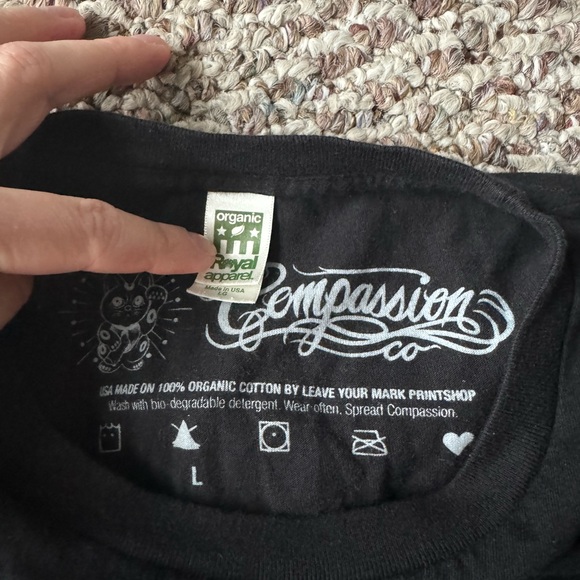 organic
Royal
apparel
Made in USA
LG
Compassion
co
USA MADE ON 100% ORGANIC COTTON BY LEAVE YOUR MARK PRINTSHOP
Wash with bio-degradable detergent. Wear often. Spread Compassion.
L